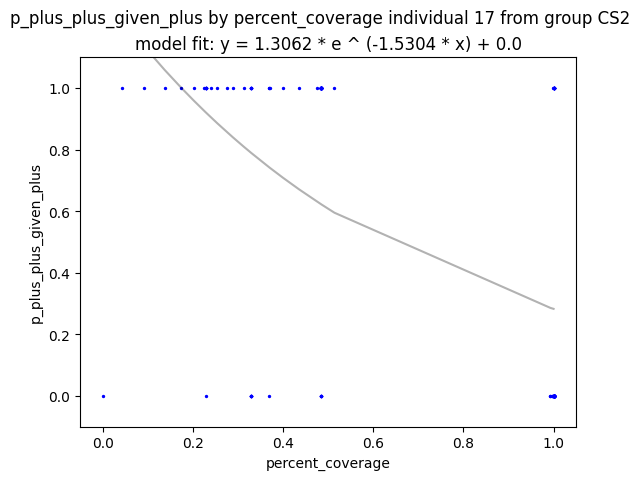 p_plus_plus_given_plus by percent_coverage individual 17 from group CS2
model fit: y = 1.3062 * e ^ (-1.5304 * x) + 0.0
1.0
0.8
0.6
0.4
0.2
0.0
p_plus_plus_given_plus
0.0 0.2 0.4 0.6 0.8 1.0
percent_coverage